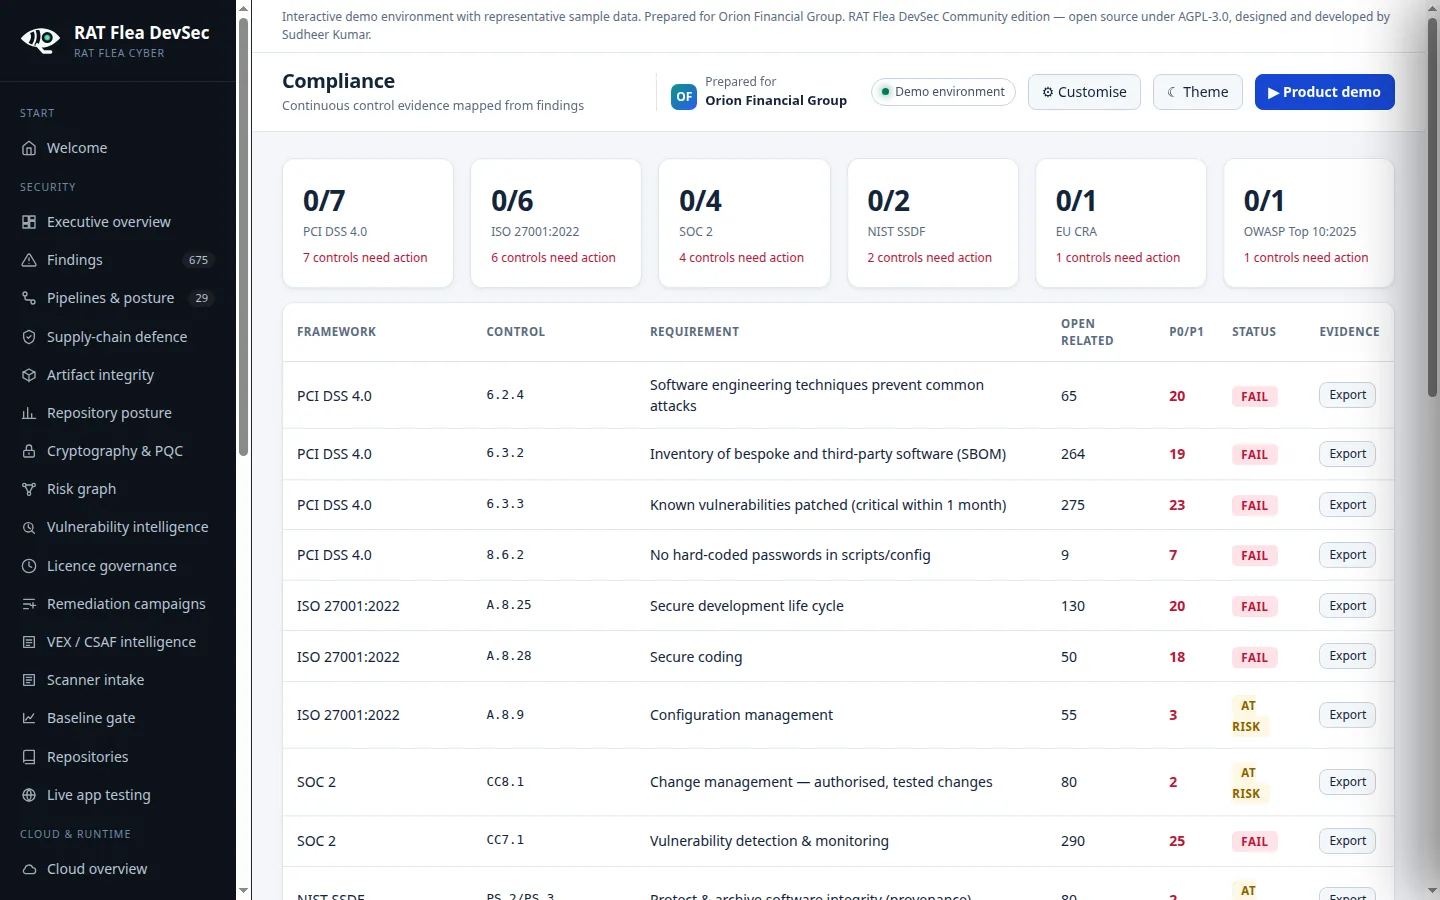 RAT Flea DevSec
RAT FLEA CYBER
START
Welcome
SECURITY
Executive overview
Findings 675
Pipelines & posture 29
Supply-chain defence
Artifact integrity
Repository posture
Cryptography & PQC
Risk graph
Vulnerability intelligence
Licence governance
Remediation campaigns
VEX / CSAF intelligence
Scanner intake
Baseline gate
Repositories
Live app testing
CLOUD & RUNTIME
Cloud overview
Interactive demo environment with representative sample data. Prepared for Orion Financial Group. RAT Flea DevSec Community edition — open source under AGPL-3.0, designed and developed by
Sudheer Kumar.
Compliance
Continuous control evidence mapped from findings
OF
Prepared for
Orion Financial Group
Demo environment
⚙ Customise
☾ Theme
▶ Product demo
0/7
PCI DSS 4.0
7 controls need action
0/6
ISO 27001:2022
6 controls need action
0/4
SOC 2
4 controls need action
0/2
NIST SSDF
2 controls need action
0/1
EU CRA
1 controls need action
0/1
OWASP Top 10:2025
1 controls need action
FRAMEWORK CONTROL REQUIREMENT OPEN RELATED P0/P1 STATUS EVIDENCE
PCI DSS 4.0 6.2.4 Software engineering techniques prevent common attacks 65 20 FAIL Export
PCI DSS 4.0 6.3.2 Inventory of bespoke and third-party software (SBOM) 264 19 FAIL Export
PCI DSS 4.0 6.3.3 Known vulnerabilities patched (critical within 1 month) 275 23 FAIL Export
PCI DSS 4.0 8.6.2 No hard-coded passwords in scripts/config 9 7 FAIL Export
ISO 27001:2022 A.8.25 Secure development life cycle 130 20 FAIL Export
ISO 27001:2022 A.8.28 Secure coding 50 18 FAIL Export
ISO 27001:2022 A.8.9 Configuration management 55 3 AT RISK Export
SOC 2 CC8.1 Change management — authorised, tested changes 80 2 AT RISK Export
SOC 2 CC7.1 Vulnerability detection & monitoring 290 25 FAIL Export
NIST SSDF PS.2/PS.3 Protect & archive software integrity (provenance) 80 2 AT Export